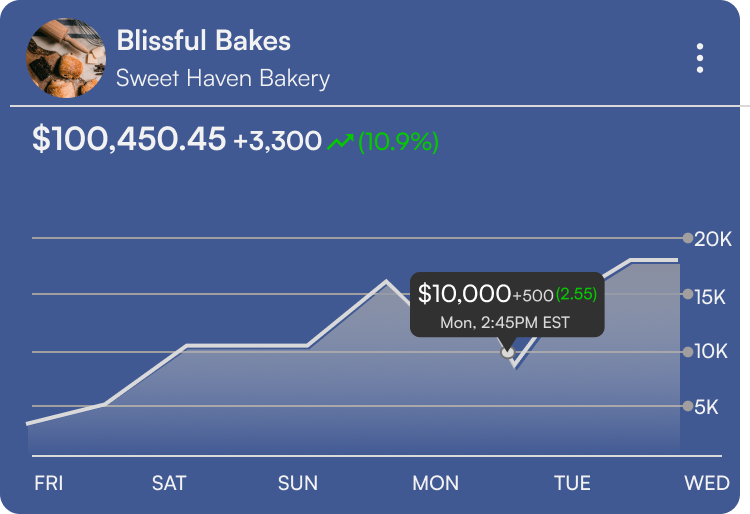 Blissful Bakes
Sweet Haven Bakery
$100,450.45 +3,300 (10.9%)
20K
$10,000+500(2.55)
15K
Mon, 2:45PM EST
10K
5K
FRI SAT SUN MON TUE WED